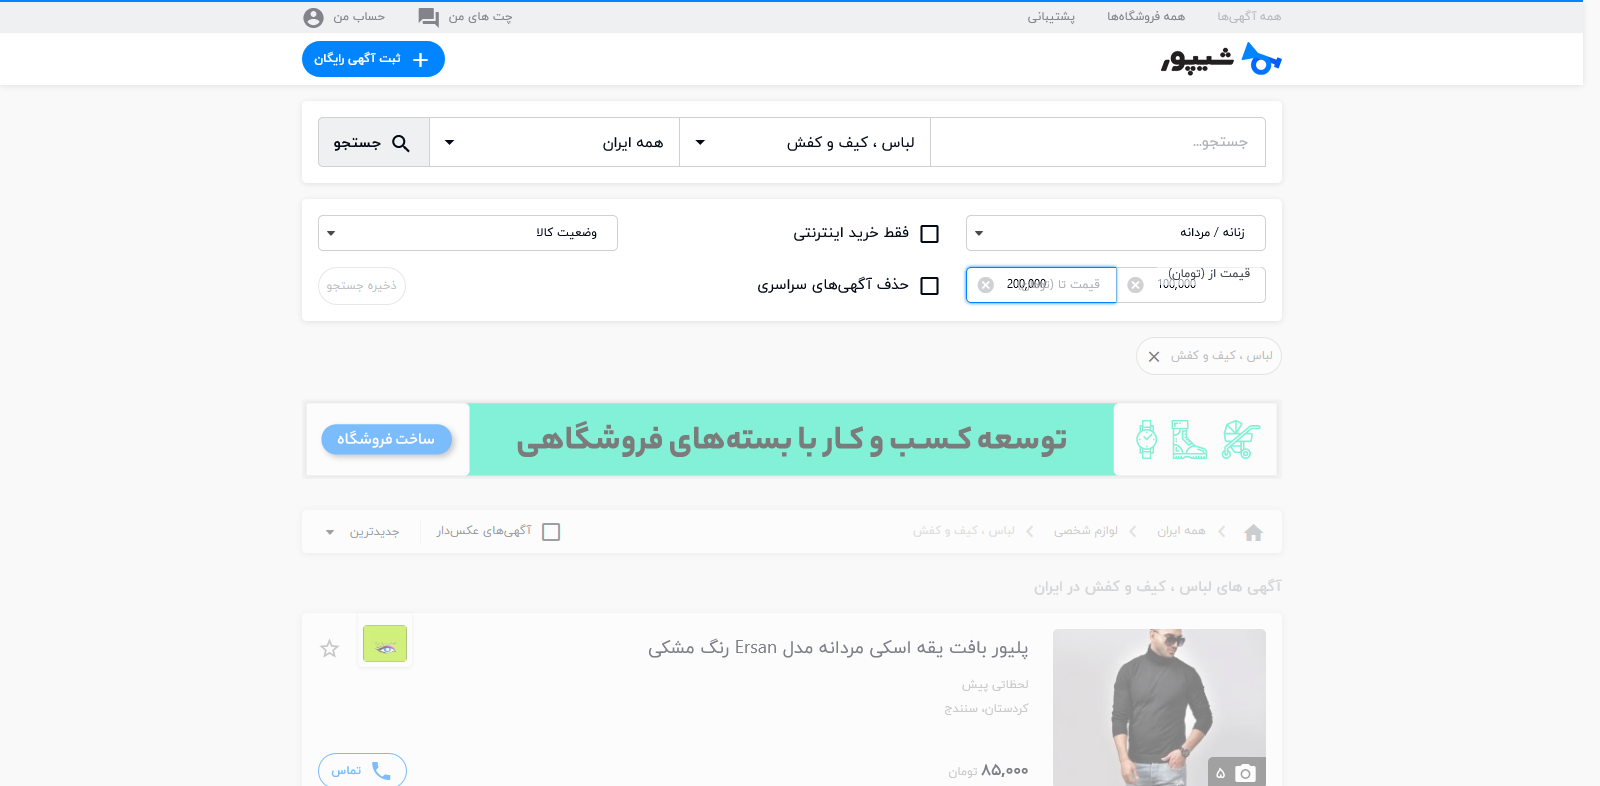 همه آگهی‌ها
همه فروشگاه‌ها
پشتیبانی
چت های من
حساب من
شیپور
ثبت آگهی رایگان
جستجو...
لباس ، کیف و کفش
همه ایران
جستجو
زنانه / مردانه
فقط خرید اینترنتی
وضعیت کالا
قیمت از (تومان)
100,000
قیمت تا (تومان)
200,000
حذف آگهی‌های سراسری
ذخیره جستجو
لباس ، کیف و کفش
توسعه کسب و کار با بسته‌های فروشگاهی
ساخت فروشگاه
همه ایران
لوازم شخصی
لباس ، کیف و کفش
آگهی‌های عکس‌دار
جدیدترین
آگهی های لباس ، کیف و کفش در ایران
پلیور بافت یقه اسکی مردانه مدل Ersan رنگ مشکی
لحظاتی پیش
کردستان، سنندج
۸۵,۰۰۰ تومان
تماس
۵